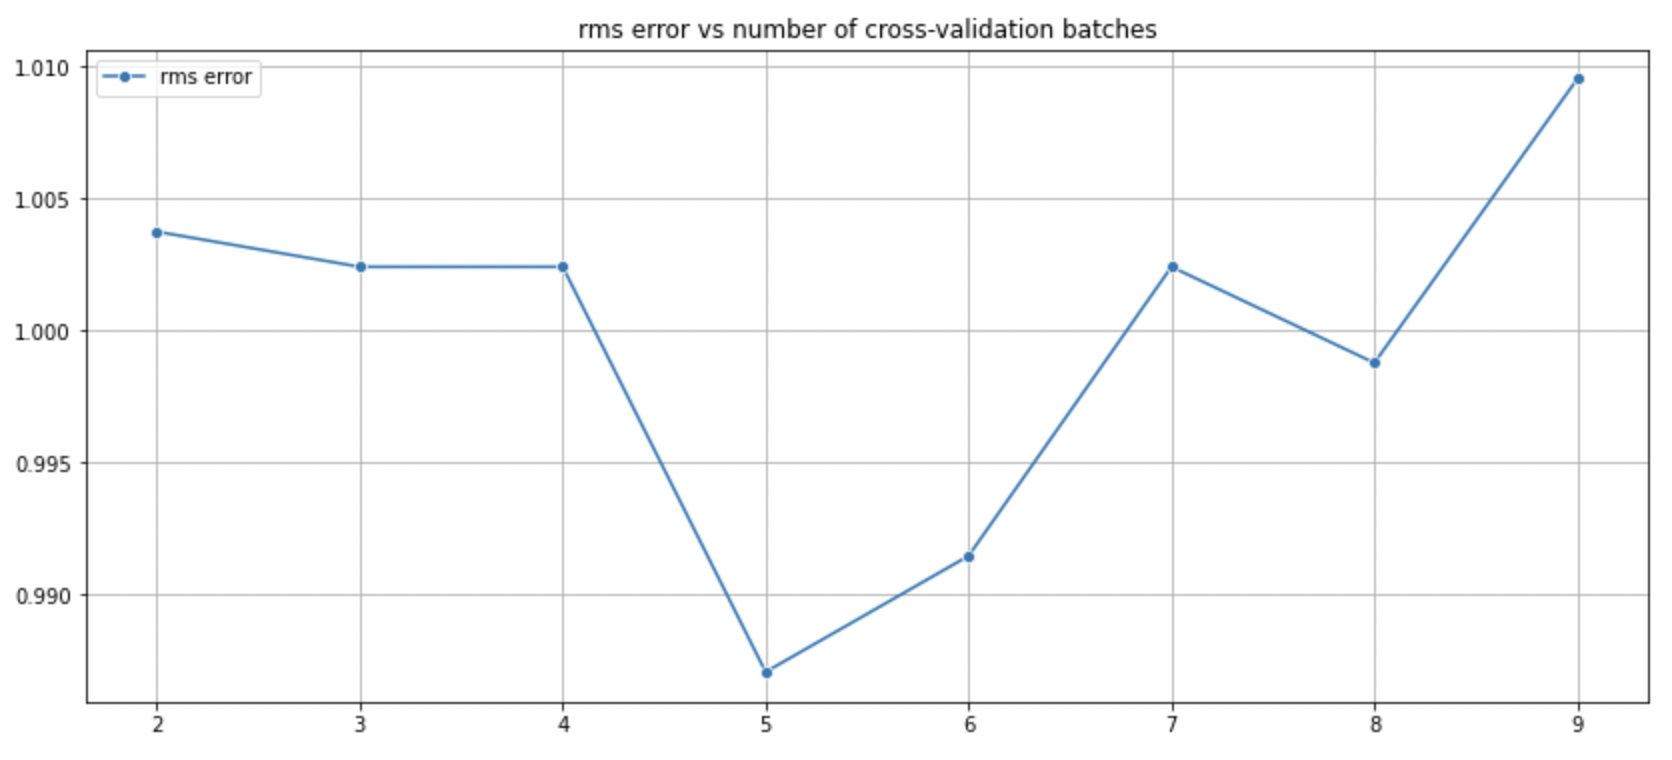 rms error vs number of cross-validation batches
rms error
1.010
1.005
1.000
0.995
0.990
2 3 4 5 6 7 8 9